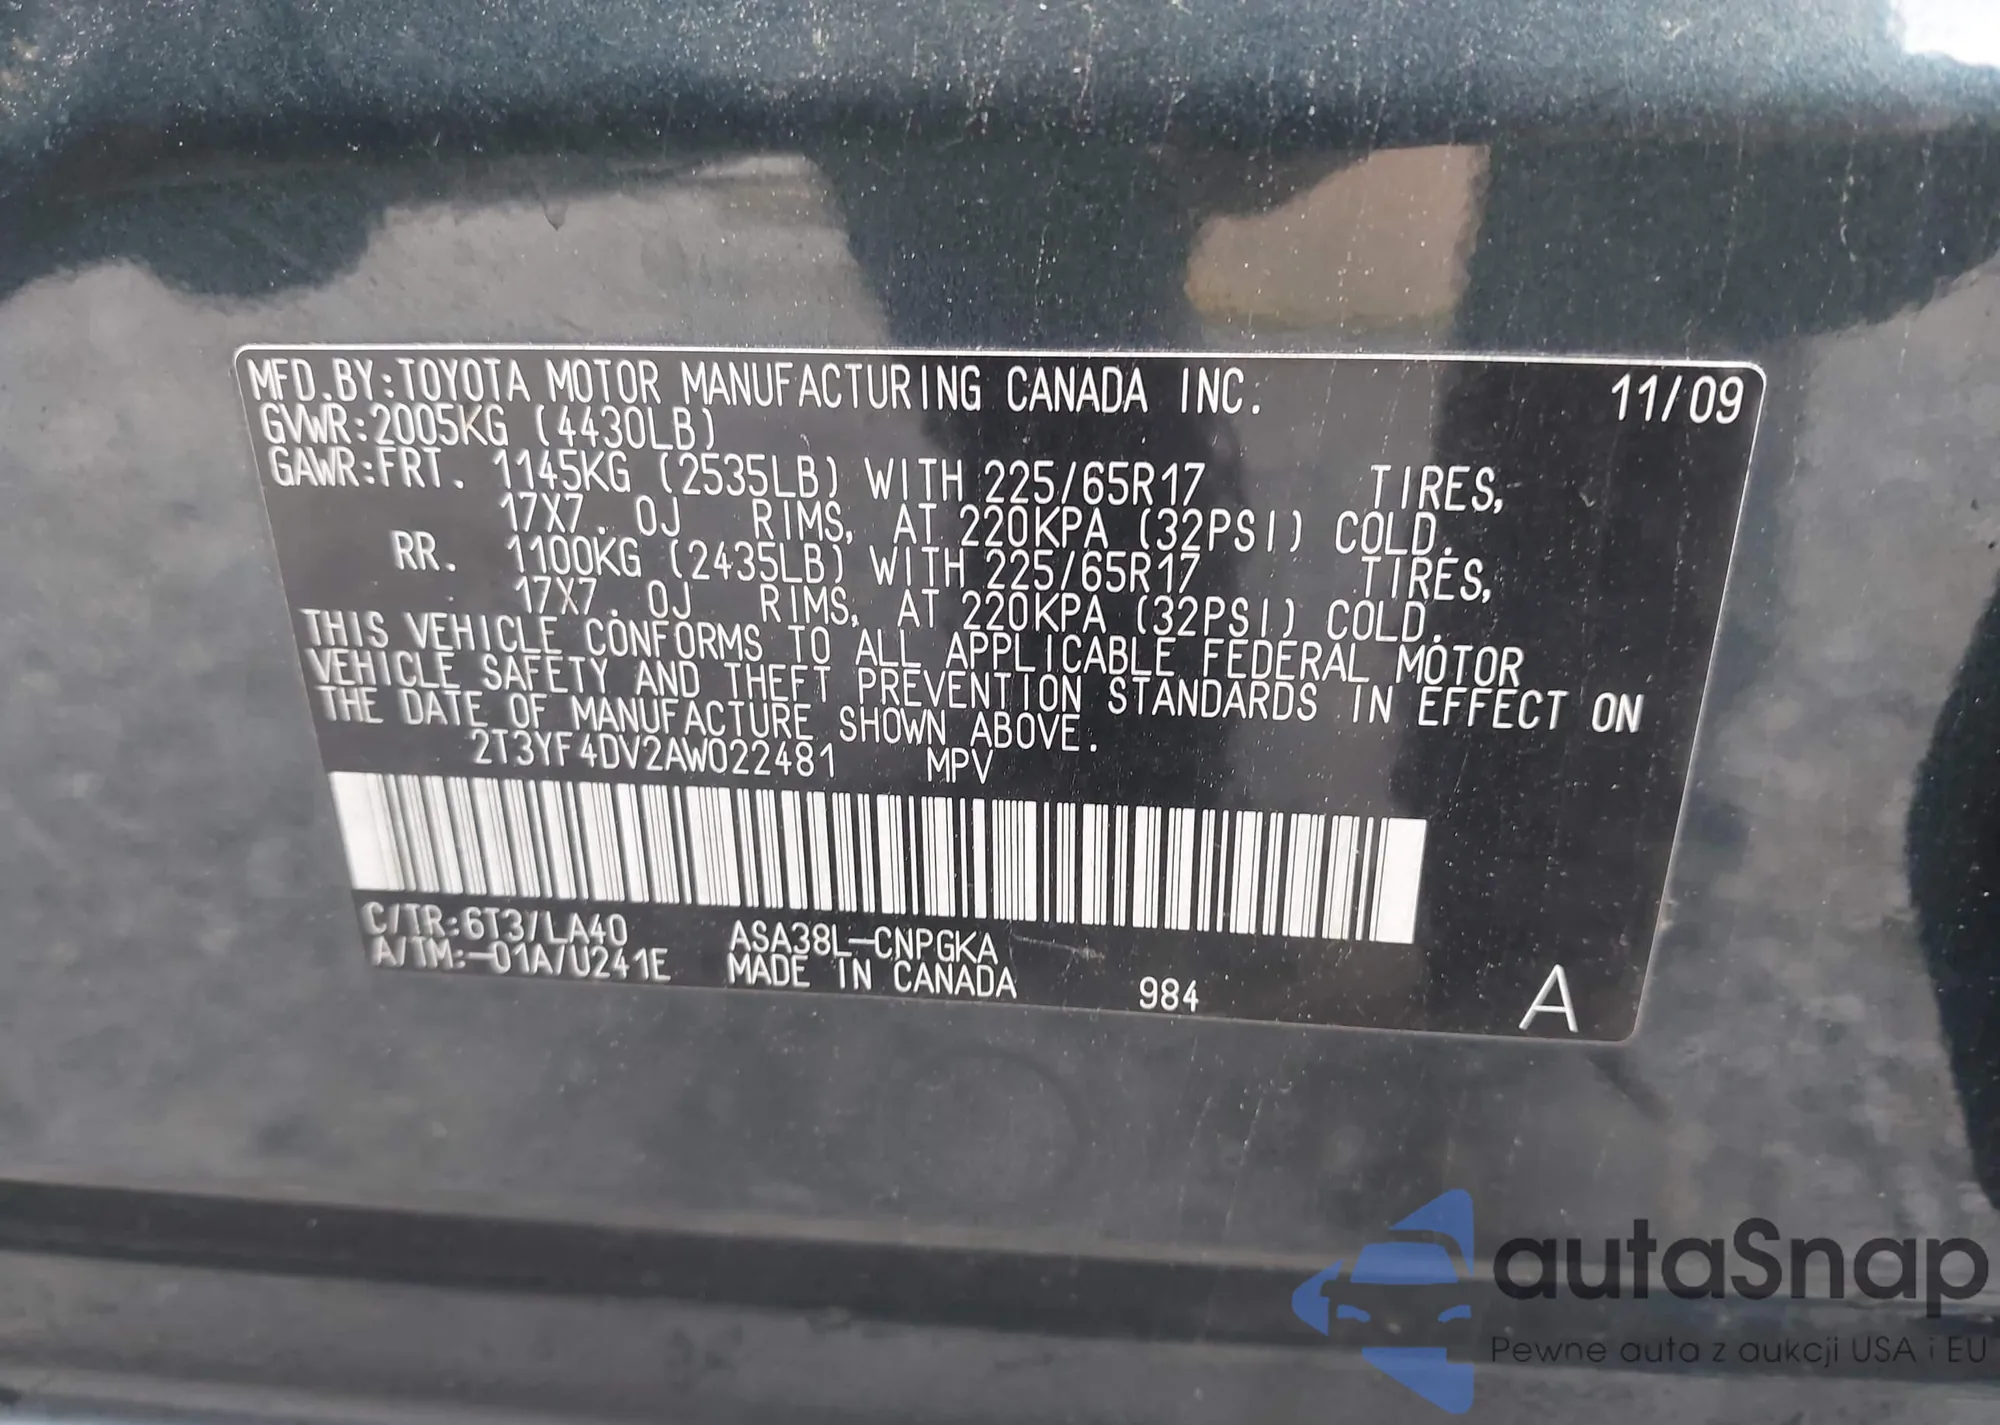 MFD.BY:TOYOTA MOTOR MANUFACTURING CANADA INC. 11/09
GVWR:2005KG (4430LB)
GAWR:FRT. 1145KG (2535LB) WITH 225/65R17 TIRES,
17X7.0J RIMS, AT 220KPA (32PSI) COLD.
RR. 1100KG (2435LB) WITH 225/65R17 TIRES,
17X7.0J RIMS, AT 220KPA (32PSI) COLD.
THIS VEHICLE CONFORMS TO ALL APPLICABLE FEDERAL MOTOR
VEHICLE SAFETY AND THEFT PREVENTION STANDARDS IN EFFECT ON
THE DATE OF MANUFACTURE SHOWN ABOVE.
2T3YF4DV2AW022481 MPV
C/TR:6T3/LA40 ASA38L-CNPGKA
A/TM:-01A/U241E MADE IN CANADA 984 A
autaSnap
Pewne auta z aukcji USA i EU